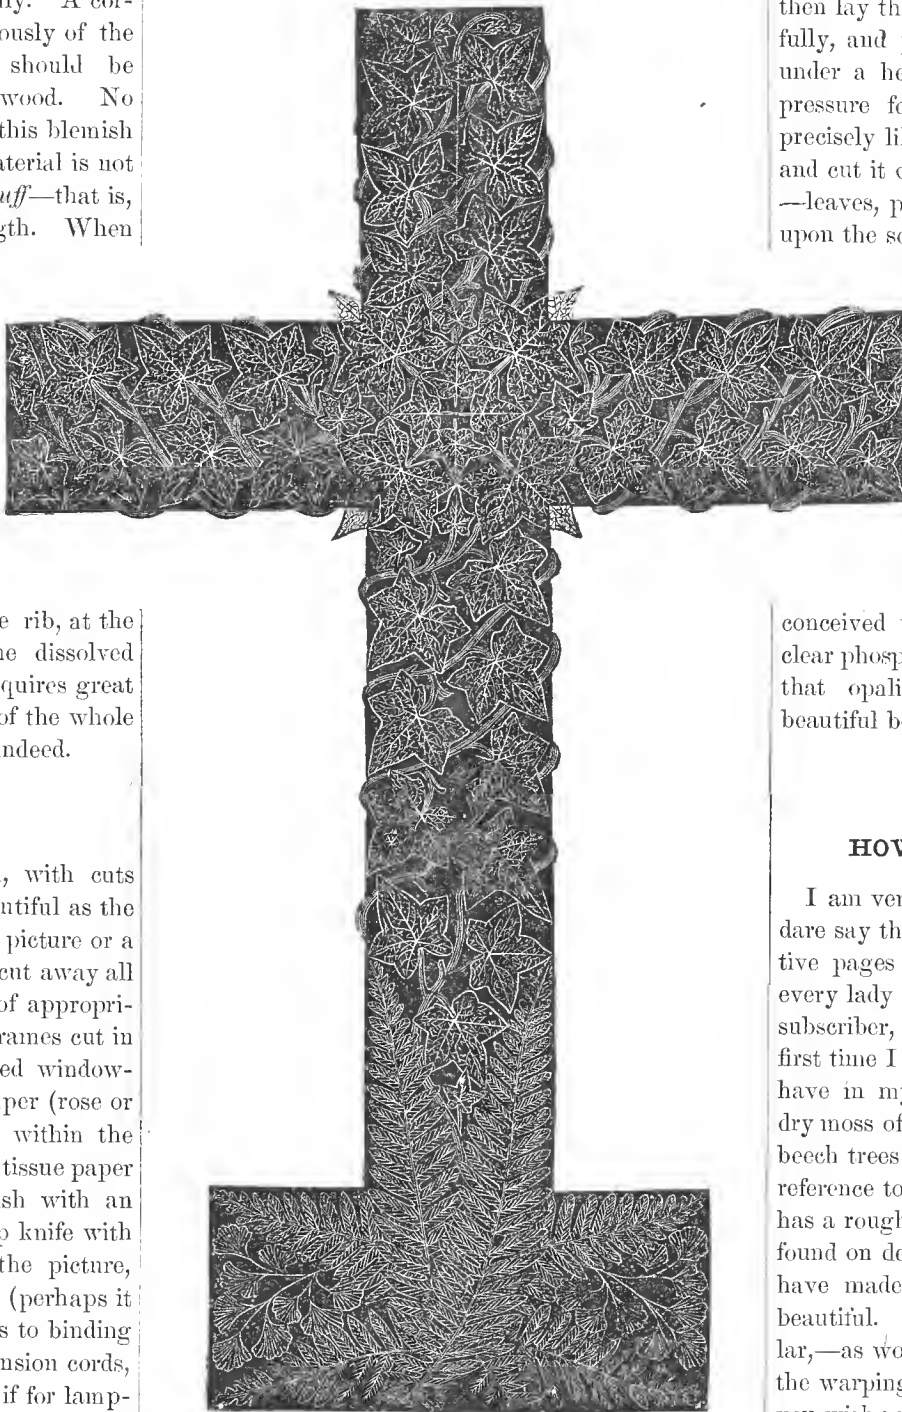 A cor-
ously of the
should be
wood. No
this blemish
aterial is not
uff—that is,
gth. When
e rib, at the
ne dissolved
quires great
of the whole
indeed.
, with cuts
utiful as the
picture or a
cut away all
of appropri-
rames cut in
ed window-
per (rose or
within the
tissue paper
sh with an
p knife with
the picture,
(perhaps it
s to binding
nsion cords,
if for lamp-
then lay th
fully, and
under a he
pressure fo
precisely li
and cut it
—leaves, p
upon the sc
conceived
clear phosp
that opali
beautiful b
HOW
I am ver
dare say th
tive pages
every lady
subscriber,
first time I
have in my
dry moss of
beech trees
reference to
has a rough
found on de
have made
beautiful.
lar,—as wo
the warping